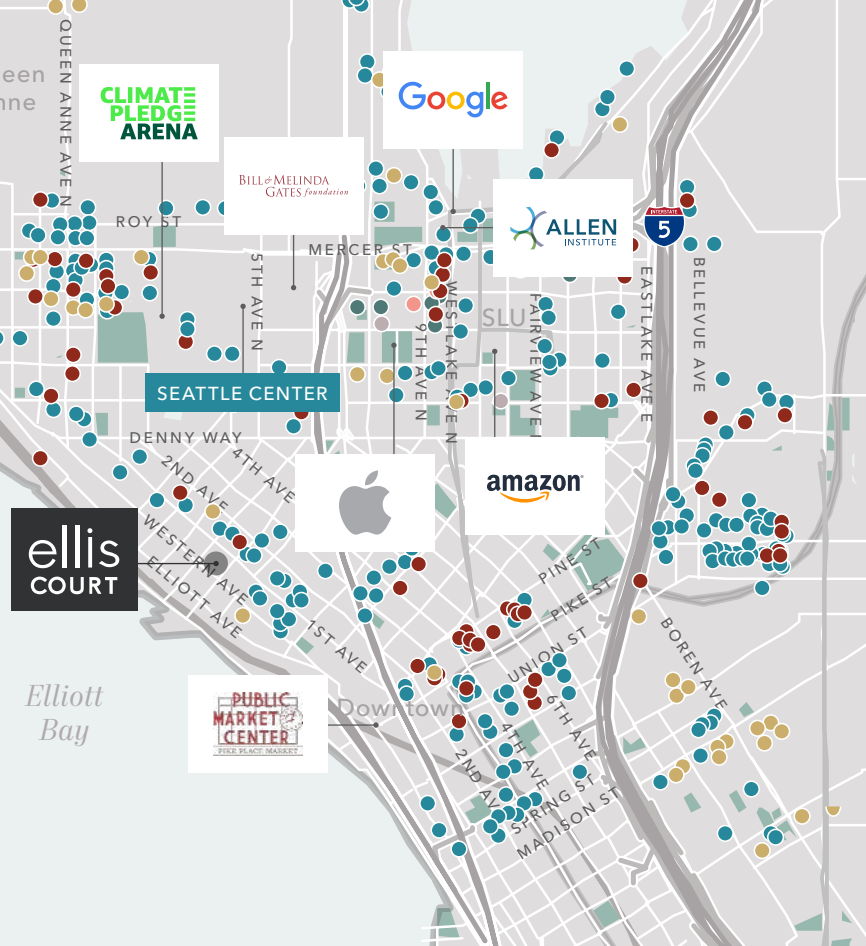 QUEEN ANNE AVE N
een
nne
CLIMATE
PLEDGE
ARENA
Google
BILL & MELINDA
GATES foundation
ALLEN
INSTITUTE
INTERSTATE
5
ROY ST
MERCER ST
5TH AVE N
WESTLAKE AVE N
9TH AVE N
SLU
FAIRVIEW AVE
EASTLAKE AVE E
BELLEVUE AVE
SEATTLE CENTER
DENNY WAY
4TH AVE
2ND AVE
amazon
ellis
COURT
WESTERN AVE
ELLIOTT AVE
1ST AVE
PINE ST
PIKE ST
UNION ST
BOREN AVE
Elliott
Bay
PUBLIC
MARKET
CENTER
PIKE PLACE MARKET
Downtown
6TH AVE
4TH AVE
2ND AV
SPRING ST
MADISON ST